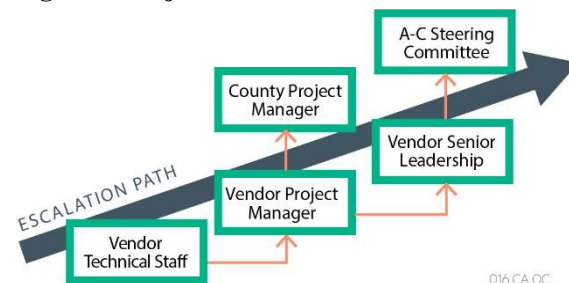 A-C Steering
Committee
County Project
Manager
Vendor Senior
Leadership
ESCALATION PATH
Vendor Project
Manager
Vendor
Technical Staff
016 CA OC